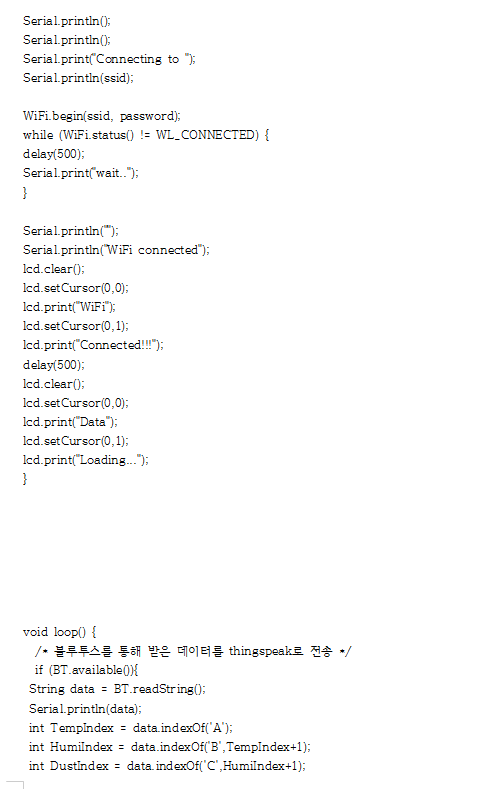 Serial.println();
Serial.println();
Serial.print("Connecting to ");
Serial.println(ssid);
WiFi.begin(ssid, password);
while (WiFi.status() != WL_CONNECTED) {
delay(500);
Serial.print("wait..");
}
Serial.println("");
Serial.println("WiFi connected");
lcd.clear();
lcd.setCursor(0,0);
lcd.print("WiFi");
lcd.setCursor(0,1);
lcd.print("Connected!!!");
delay(500);
lcd.clear();
lcd.setCursor(0,0);
lcd.print("Data");
lcd.setCursor(0,1);
lcd.print("Loading...");
}
void loop() {
/* 블루투스를 통해 받은 데이터를 thingspeak로 전송 */
if (BT.available()){
String data = BT.readString();
Serial.println(data);
int TempIndex = data.indexOf('A');
int HumiIndex = data.indexOf('B',TempIndex+1);
int DustIndex = data.indexOf('C',HumiIndex+1);